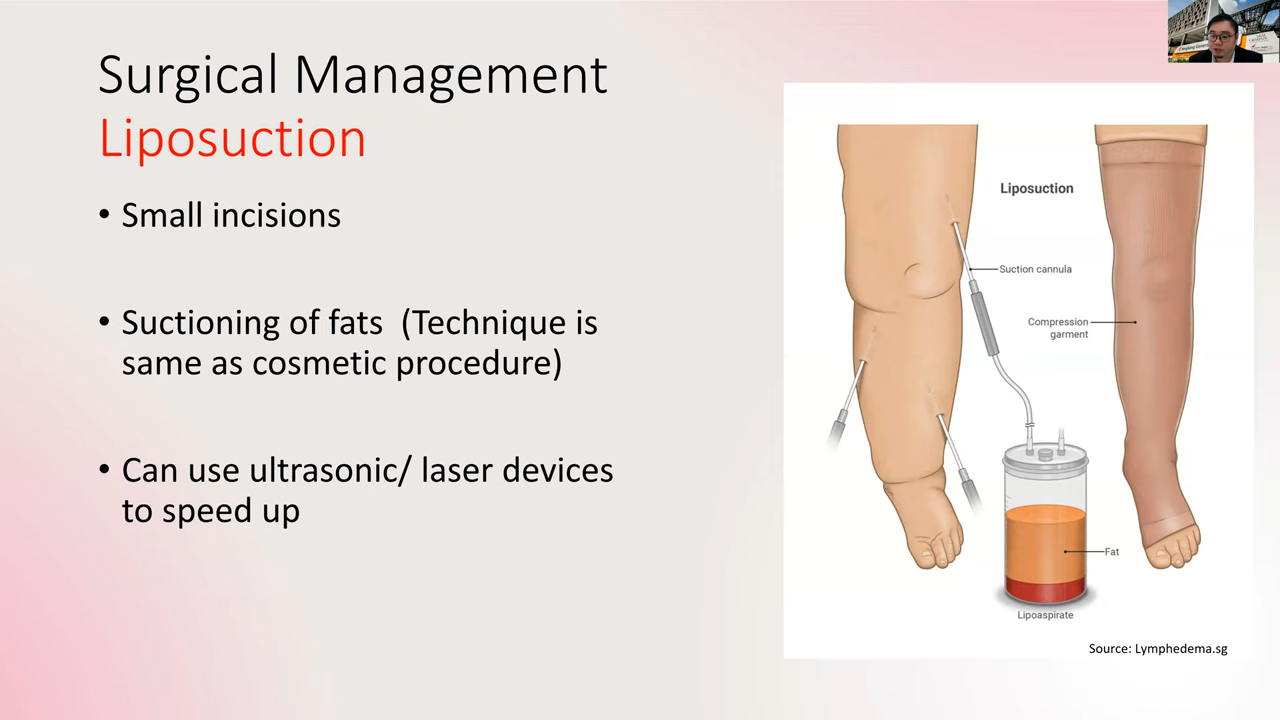 Surgical Management
Liposuction
• Small incisions
• Suctioning of fats (Technique is
same as cosmetic procedure)
• Can use ultrasonic/ laser devices
to speed up
Liposuction
Suction cannula
Compression
garment
Fat
Lipoaspirate
Source: Lymphedema.sg